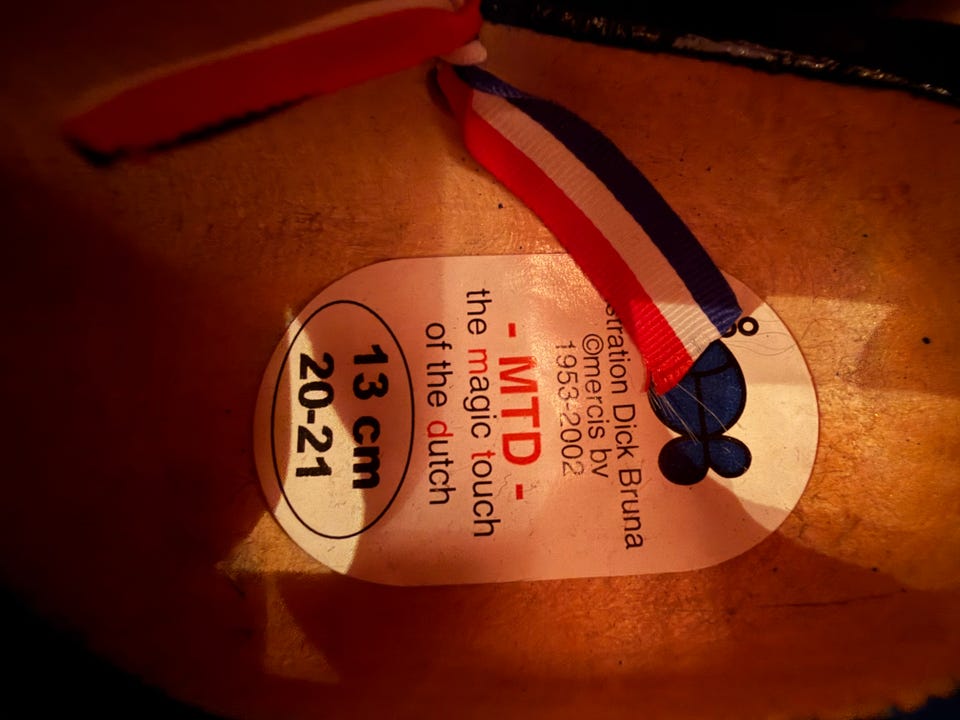 stration Dick Bruna
©mercis bv
1953-2002
- MTD -
the magic touch
of the dutch
13 cm
20-21